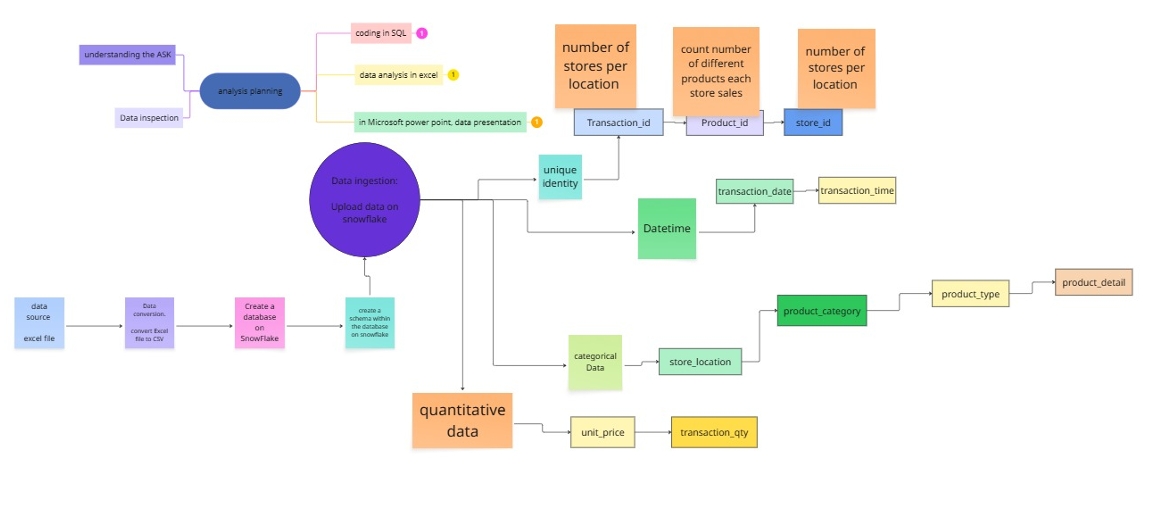 understanding the ASK
Data inspection
analysis planning
coding in SQL
1
data analysis in excel
1
in Microsoft power point, data presentation
1
number of
stores per
location
count number
of different
products each
store sales
number of
stores per
location
Transaction_id
Product_id
store_id
Data ingestion:
Upload data on
snowflake
unique
identity
Datetime
transaction_date
transaction_time
data
source
excel file
Data
conversion,
convert Excel
file to CSV
Create a
database
on
SnowFlake
create a
schema within
the database
on snowflake
categorical
Data
store_location
product_category
product_type
product_detail
quantitative
data
unit_price
transaction_qty